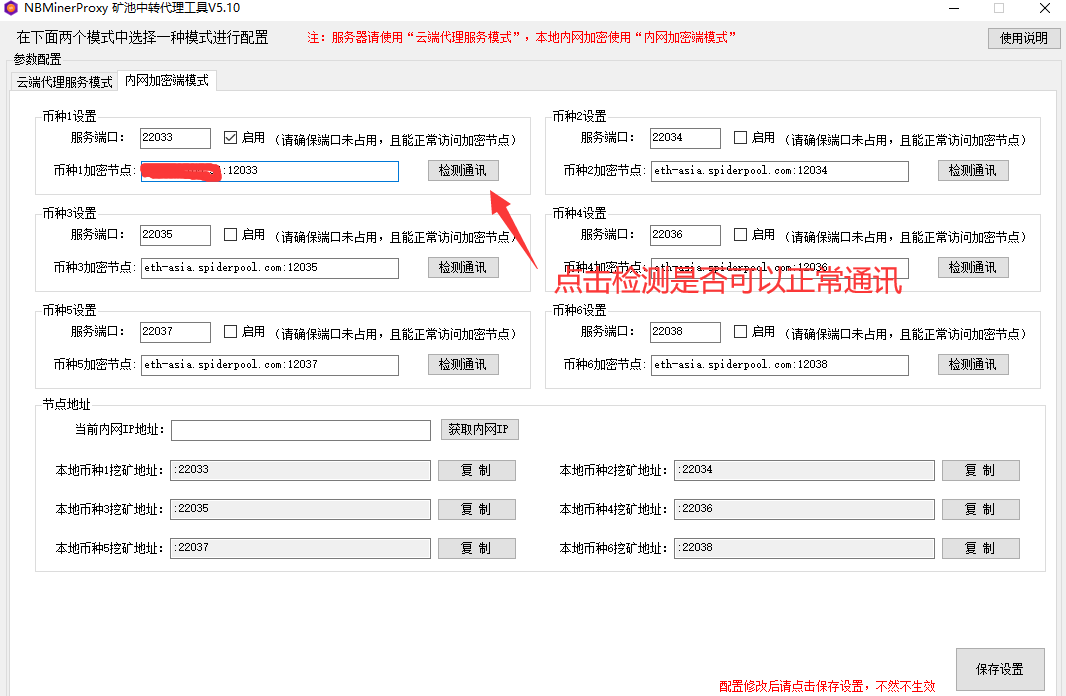 NBMinerProxy 矿池中转代理工具V5.10
在下面两个模式中选择一种模式进行配置
注：服务器请使用“云端代理服务模式”，本地内网加密使用“内网加密端模式”
使用说明
参数配置
云端代理服务模式 内网加密端模式
币种1设置
服务端口： 22033 启用 （请确保端口未占用，且能正常访问加密节点）
币种1加密节点： :12033 检测通讯
币种2设置
服务端口： 22034 启用 （请确保端口未占用，且能正常访问加密节点）
币种2加密节点： eth-asia.spiderpool.com:12034 检测通讯
币种3设置
服务端口： 22035 启用 （请确保端口未占用，且能正常访问加密节点）
币种3加密节点： eth-asia.spiderpool.com:12035 检测通讯
币种4设置
服务端口： 22036 启用 （请确保端口未占用，且能正常访问加密节点）
币种4加密节点： eth-asia.spiderpool.com:12036 检测通讯
点击检测是否可以正常通讯
币种5设置
服务端口： 22037 启用 （请确保端口未占用，且能正常访问加密节点）
币种5加密节点： eth-asia.spiderpool.com:12037 检测通讯
币种6设置
服务端口： 22038 启用 （请确保端口未占用，且能正常访问加密节点）
币种6加密节点： eth-asia.spiderpool.com:12038 检测通讯
节点地址
当前内网IP地址： 获取内网IP
本地币种1挖矿地址： :22033 复 制
本地币种2挖矿地址： :22034 复 制
本地币种3挖矿地址： :22035 复 制
本地币种4挖矿地址： :22036 复 制
本地币种5挖矿地址： :22037 复 制
本地币种6挖矿地址： :22038 复 制
保存设置
配置修改后请点击保存设置，不然不生效